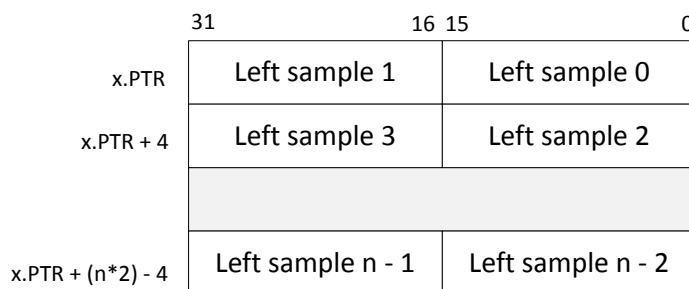 31 16 15 0
x.PTR Left sample 1 Left sample 0
x.PTR + 4 Left sample 3 Left sample 2
x.PTR + (n*2) - 4 Left sample n - 1 Left sample n - 2